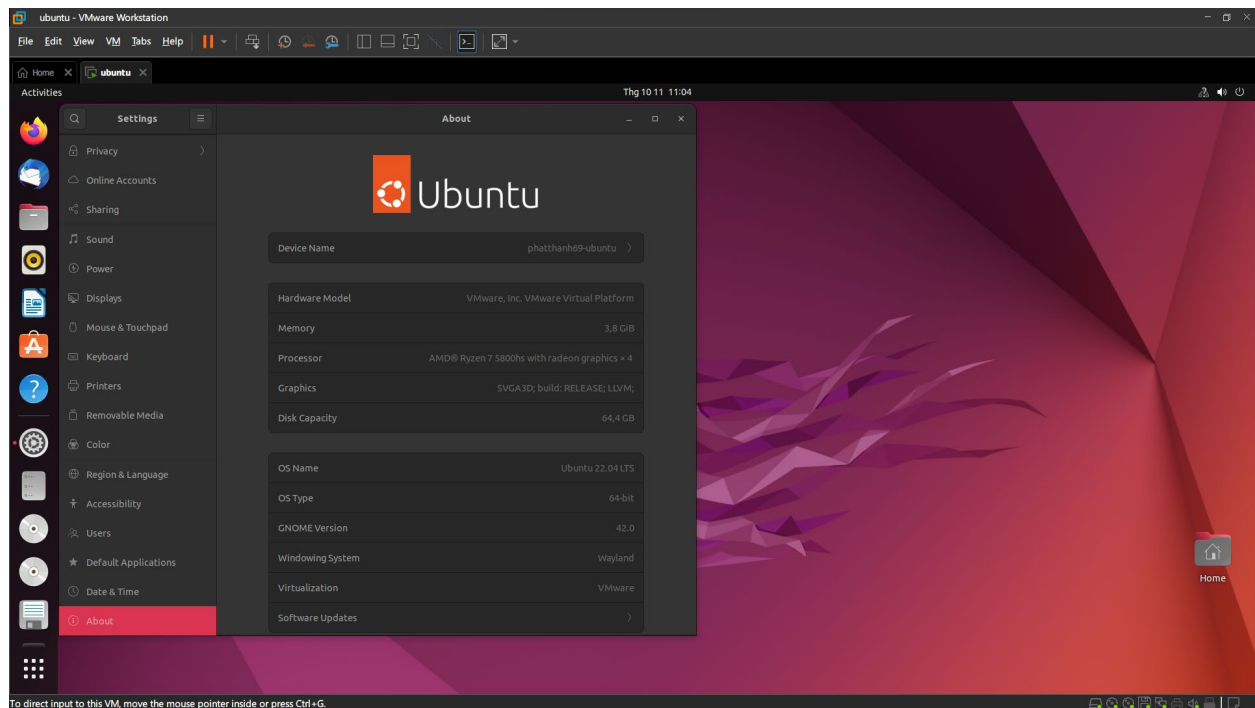 ubuntu - VMware Workstation
File Edit View VM Tabs Help
Home ubuntu
Activities Thg 10 11 11:04
Settings About
Privacy
Online Accounts
Sharing
Sound
Power
Displays
Mouse & Touchpad
Keyboard
Printers
Removable Media
Color
Region & Language
Accessibility
Users
Default Applications
Date & Time
About
Ubuntu
Device Name phatthanh69-ubuntu
Hardware Model VMware, Inc. VMware Virtual Platform
Memory 3,8 GiB
Processor AMD® Ryzen 7 5800hs with radeon graphics × 4
Graphics SVGA3D; build: RELEASE; LLVM;
Disk Capacity 64,4 GB
OS Name Ubuntu 22.04 LTS
OS Type 64-bit
GNOME Version 42.0
Windowing System Wayland
Virtualization VMware
Software Updates
Home
To direct input to this VM, move the mouse pointer inside or press Ctrl+G.